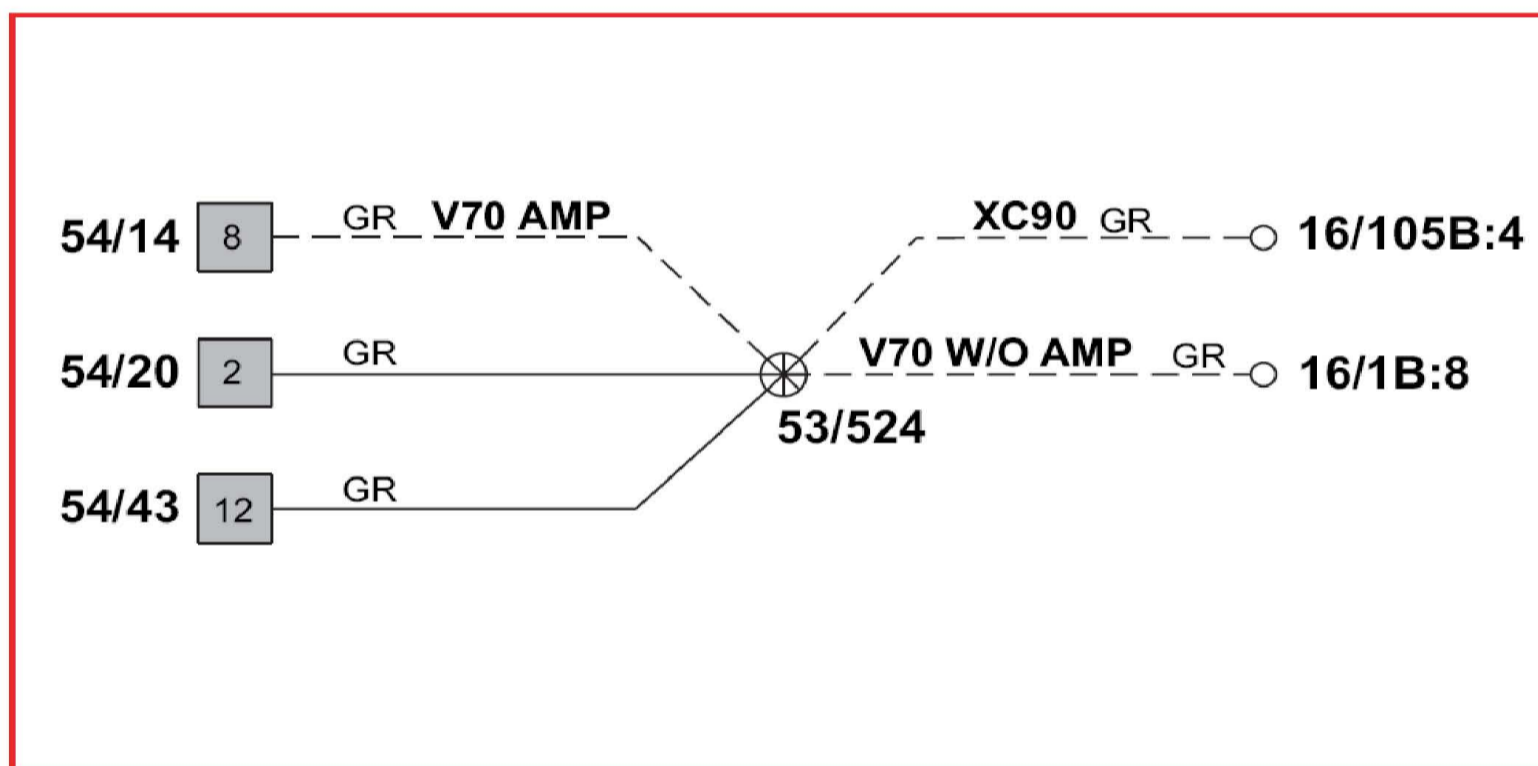 54/14 8 GR V70 AMP XC90 GR 16/105B:4
54/20 2 GR V70 W/O AMP GR 16/1B:8
53/524
54/43 12 GR